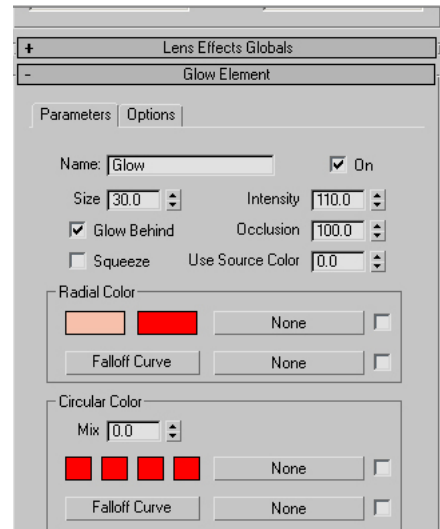 + Lens Effects Globals
- Glow Element
Parameters Options
Name: Glow On
Size 30.0 Intensity 110.0
Glow Behind Occlusion 100.0
Squeeze Use Source Color 0.0
Radial Color
None
Falloff Curve None
Circular Color
Mix 0.0
None
Falloff Curve None